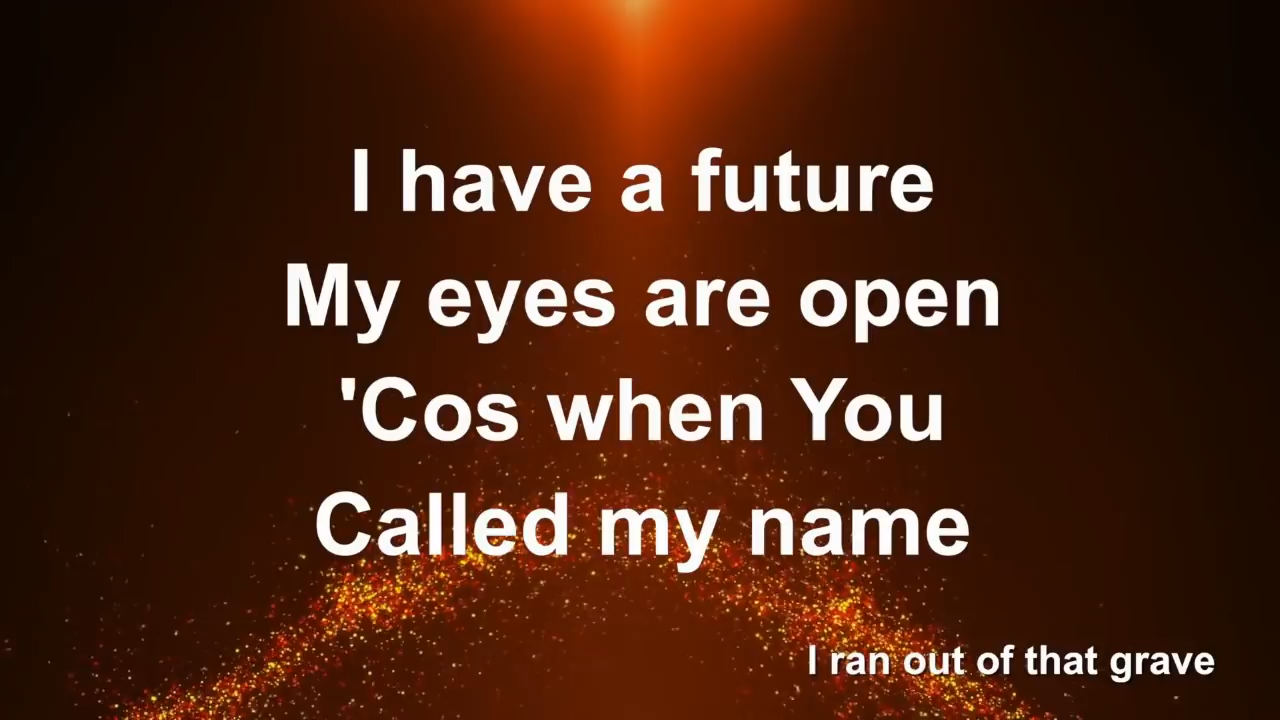 I have a future
My eyes are open
'Cos when You
Called my name
I ran out of that grave